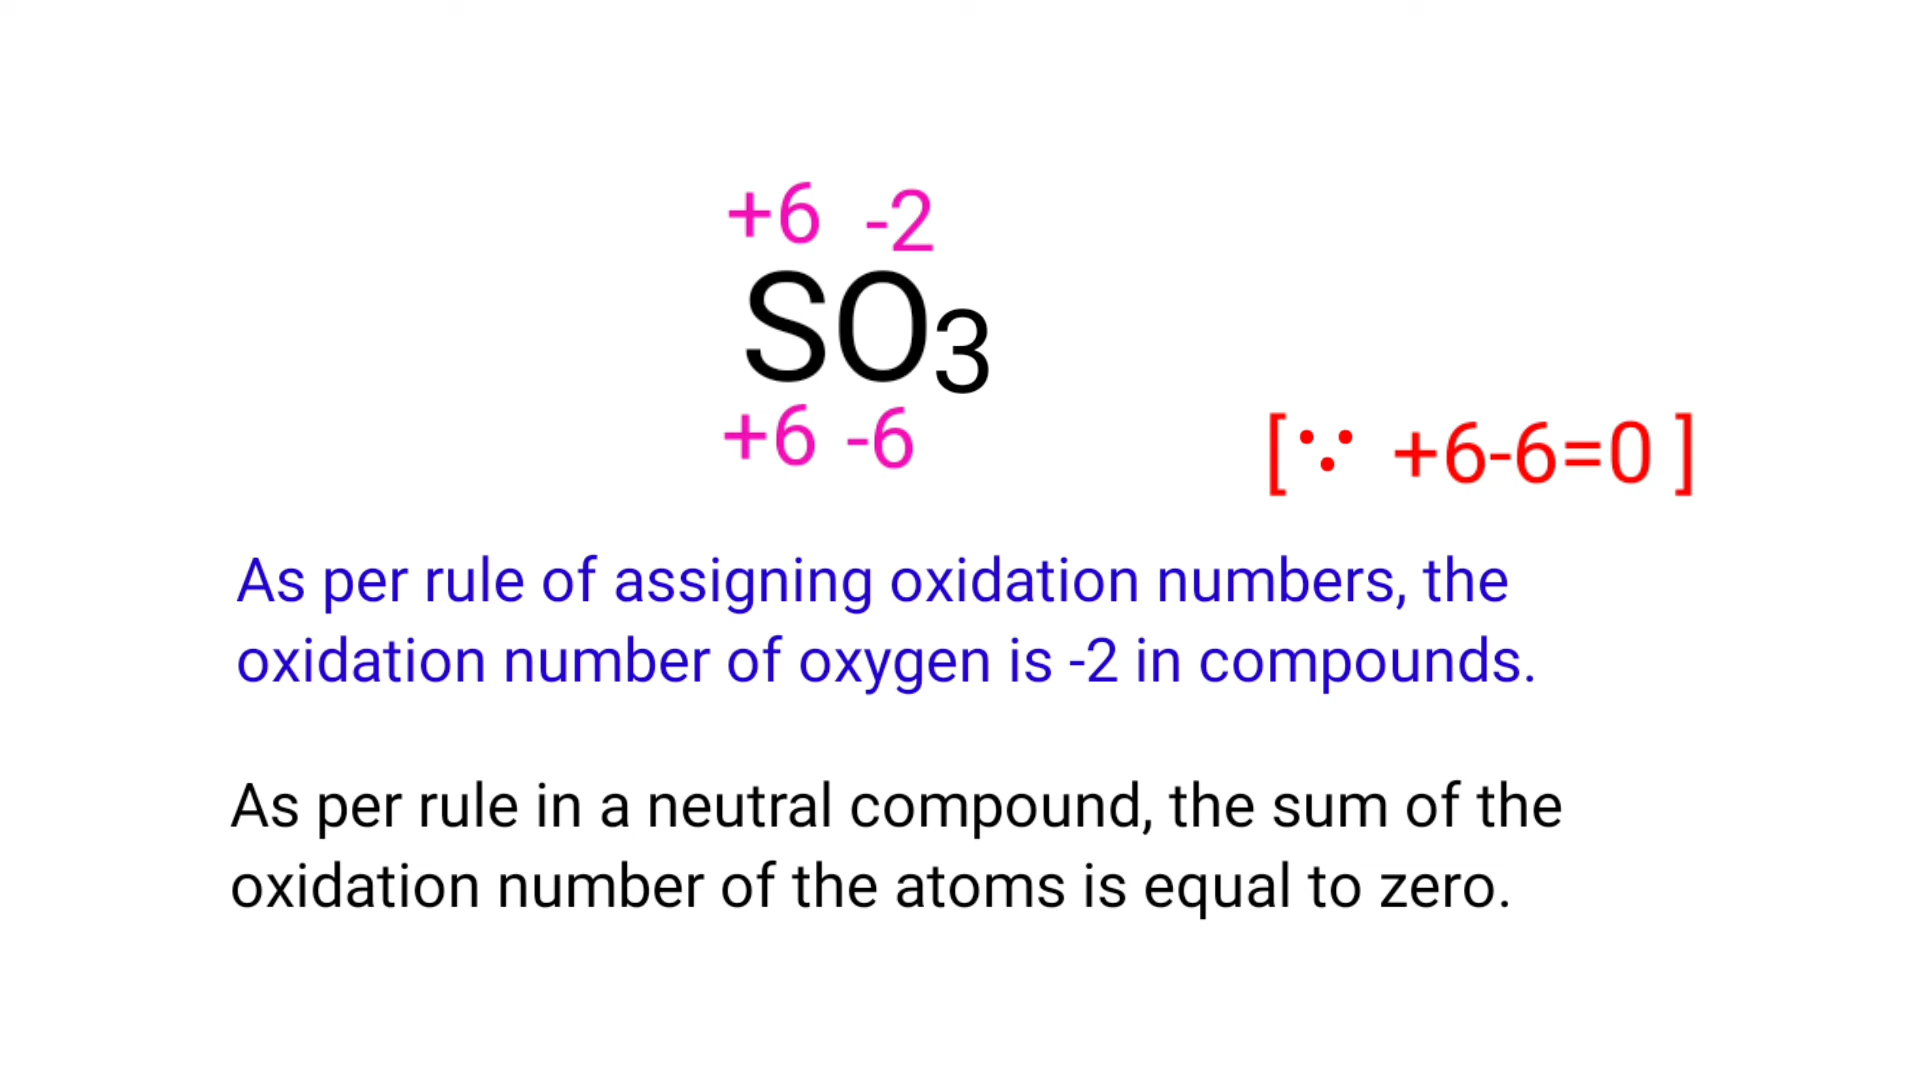 +6 -2
SO₃
+6 -6
[∵ +6-6=0 ]
As per rule of assigning oxidation numbers, the
oxidation number of oxygen is -2 in compounds.
As per rule in a neutral compound, the sum of the
oxidation number of the atoms is equal to zero.